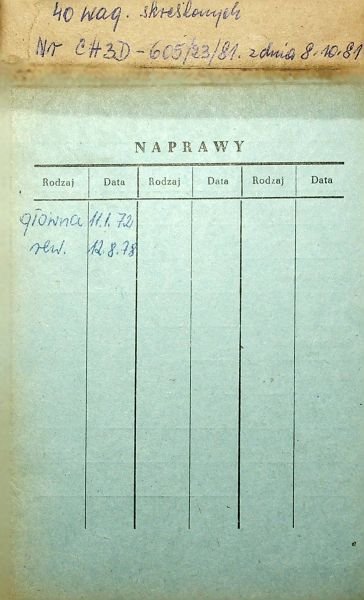 40 wag. skreślonych
Nr CH3D-605/23/81. z dnia 8.10.81
NAPRAWY
Rodzaj Data Rodzaj Data Rodzaj Data
główna 11.1.72
rew. 12.8.78